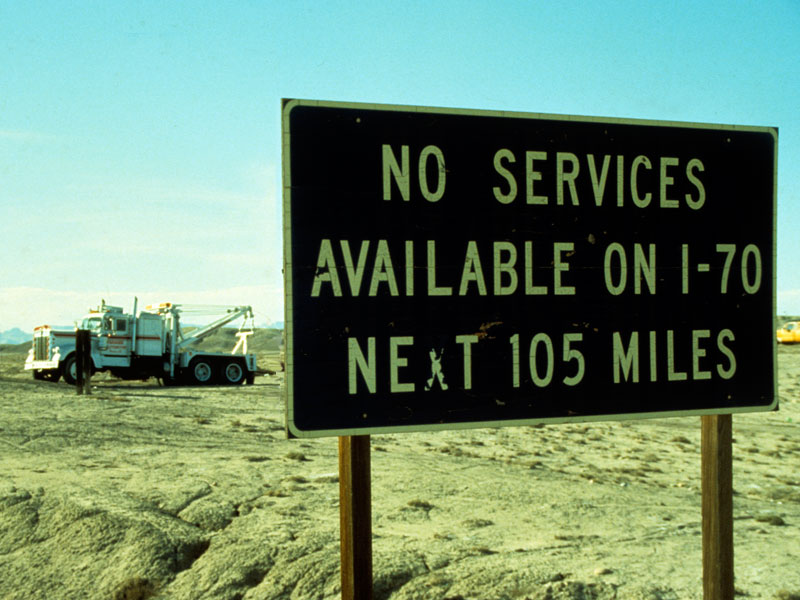 NO SERVICES
AVAILABLE ON I-70
NEXT 105 MILES